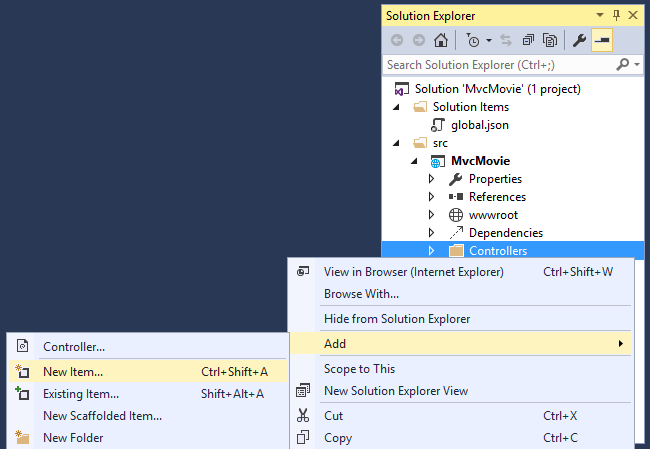 Solution Explorer
Search Solution Explorer (Ctrl+;)
Solution 'MvcMovie' (1 project)
Solution Items
global.json
src
MvcMovie
Properties
References
wwwroot
Dependencies
Controllers
View in Browser (Internet Explorer) Ctrl+Shift+W
Browse With...
Hide from Solution Explorer
Add
Scope to This
New Solution Explorer View
Cut Ctrl+X
Copy Ctrl+C
Controller...
New Item... Ctrl+Shift+A
Existing Item... Shift+Alt+A
New Scaffolded Item...
New Folder